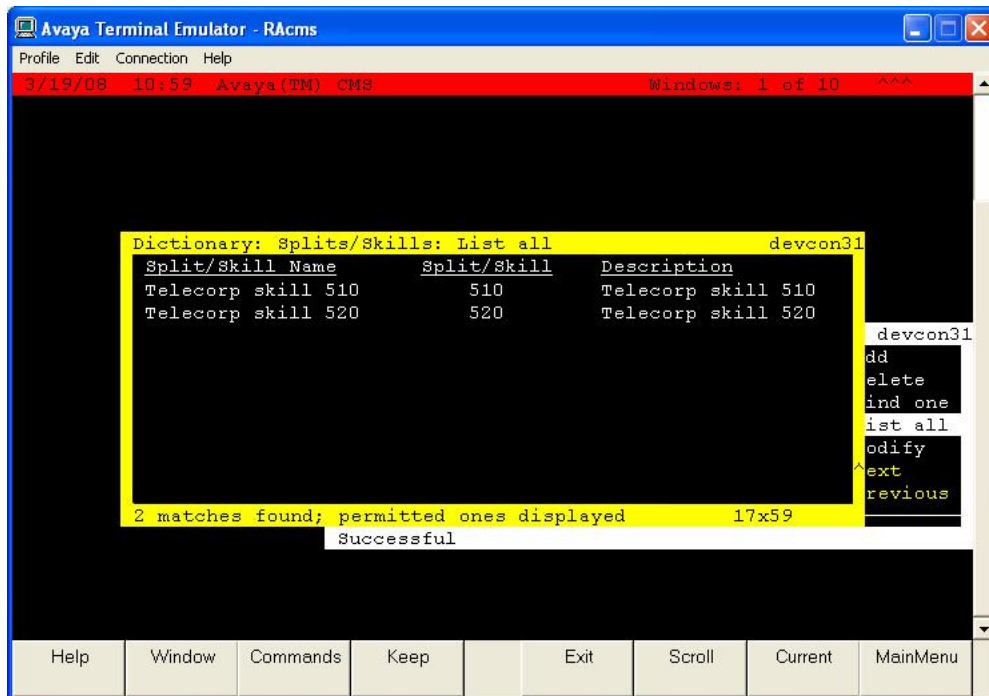 Avaya Terminal Emulator - RAcms
Profile Edit Connection Help
3/19/08 10:59 Avaya(TM) CMS Windows: 1 of 10 ^^^
Dictionary: Splits/Skills: List all devcon31
Split/Skill Name Split/Skill Description
Telecorp skill 510 510 Telecorp skill 510
Telecorp skill 520 520 Telecorp skill 520
devcon31
dd
elete
ind one
ist all
odify
^ext
revious
2 matches found; permitted ones displayed 17x59
Successful
Help Window Commands Keep Exit Scroll Current MainMenu